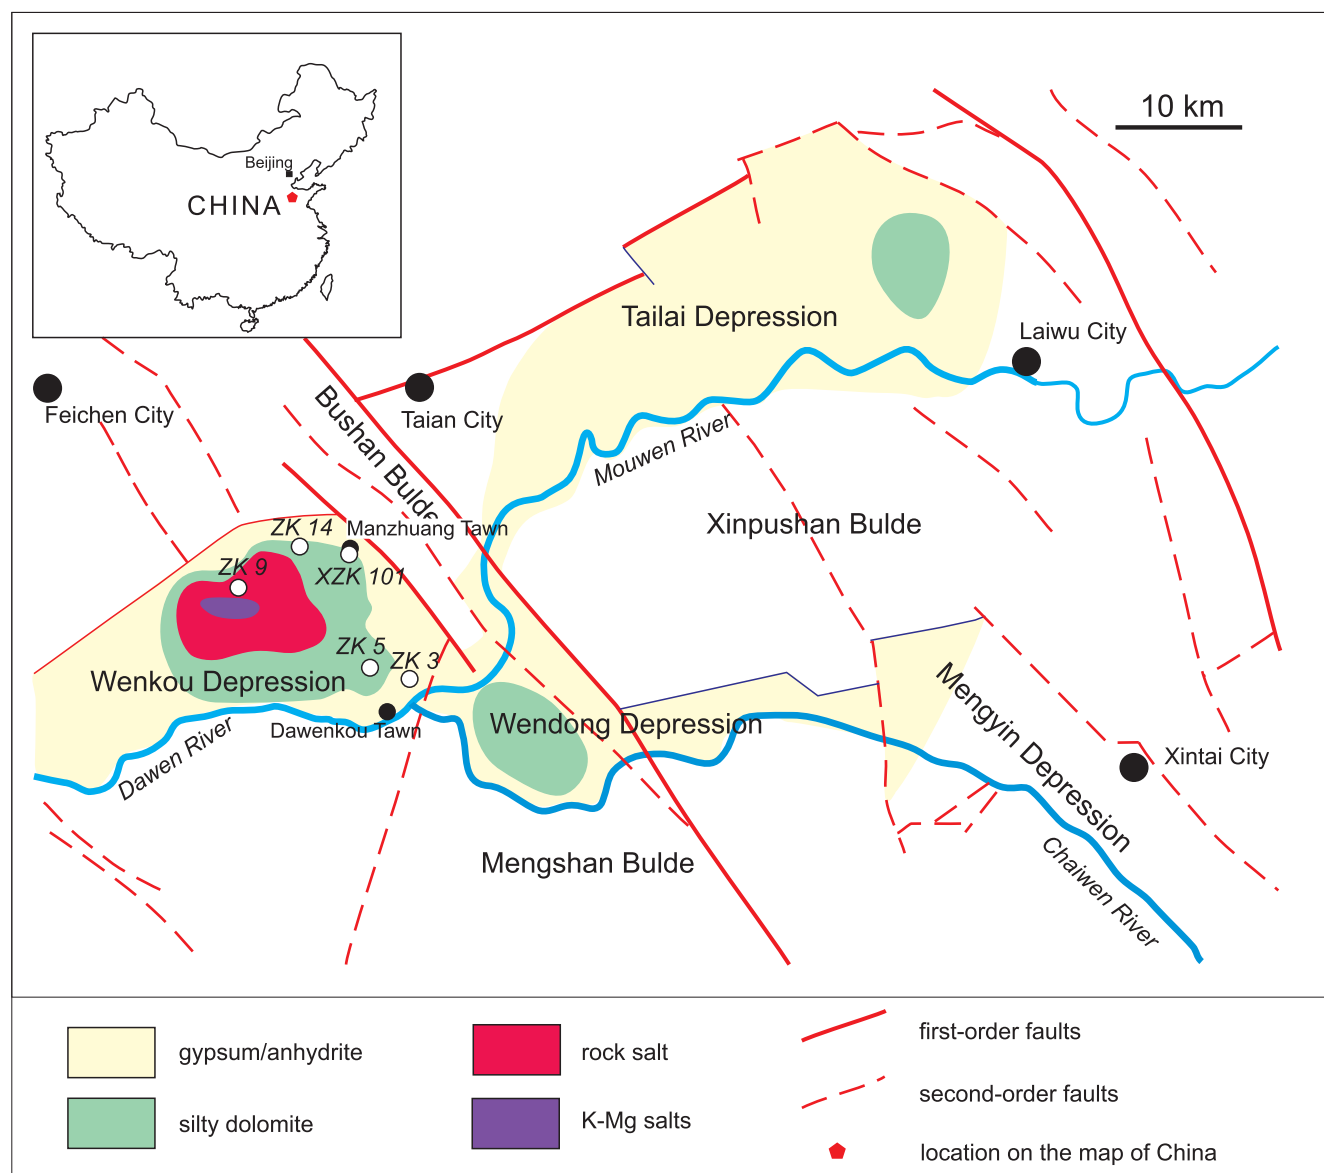 10 km
Beijing
CHINA
Tailai Depression
Laiwu City
Feichen City
Taian City
Bushan Bulde
Mouwen River
Manzhuang Tawn
ZK 14
Xinpushan Bulde
ZK 9
XZK 101
ZK 5
ZK 3
Wenkou Depression
Mengyin Depression
Wendong Depression
Dawenkou Tawn
Dawen River
Xintai City
Mengshan Bulde
Chaiwen River
gypsum/anhydrite
rock salt
first-order faults
silty dolomite
K-Mg salts
second-order faults
location on the map of China